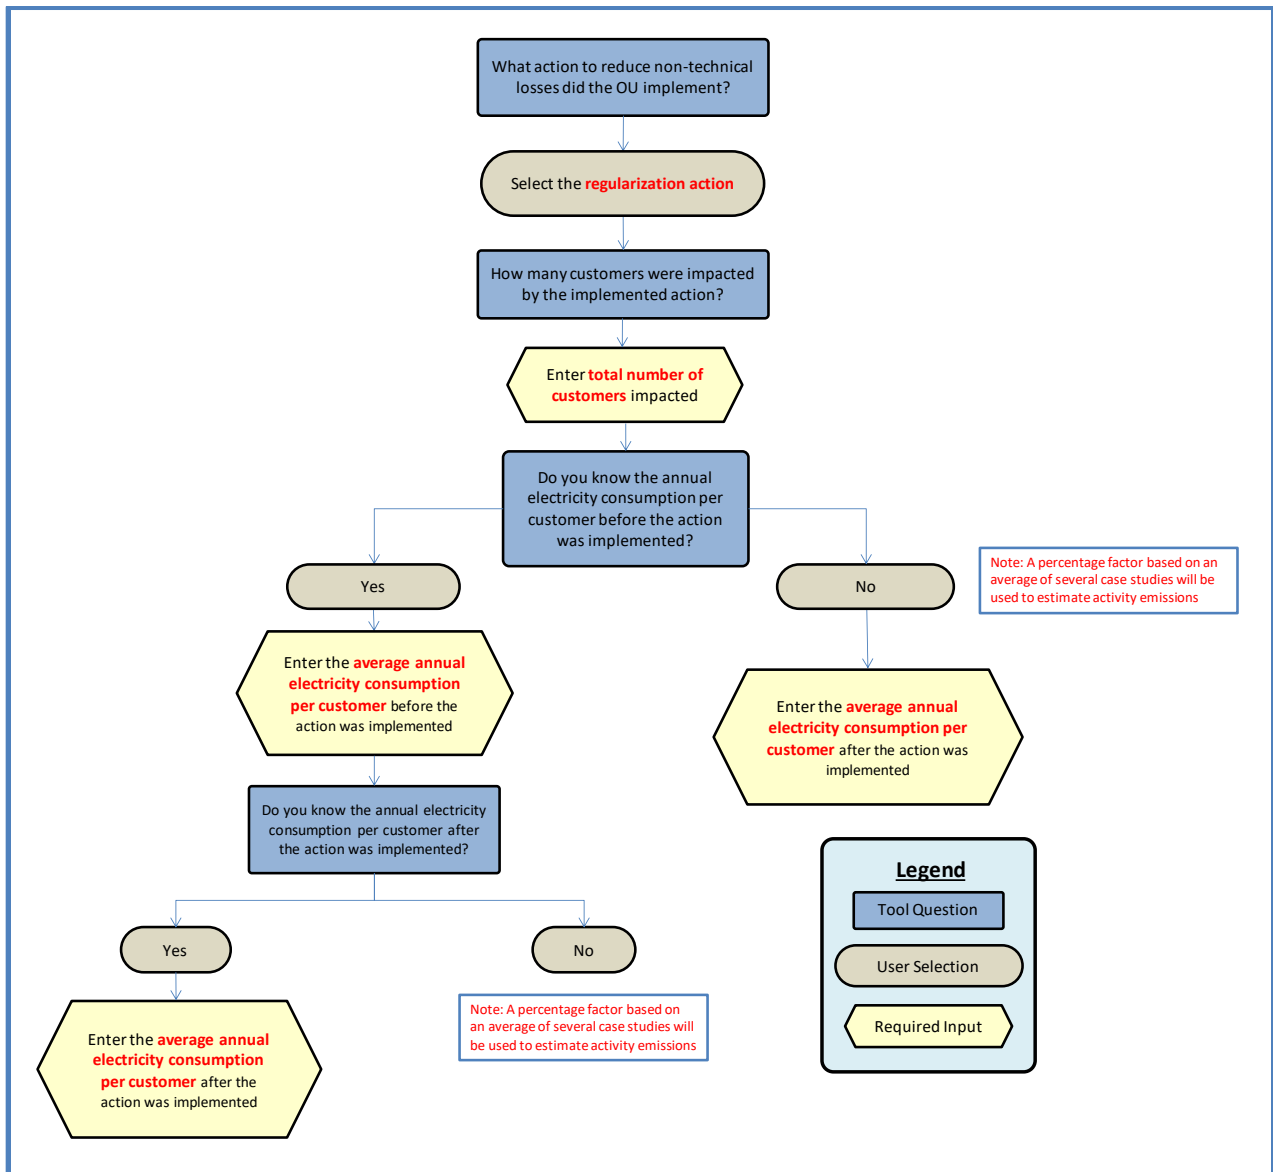 What action to reduce non-technical
losses did the OU implement?
Select the regularization action
How many customers were impacted
by the implemented action?
Enter total number of
customers impacted
Do you know the annual
electricity consumption per
customer before the action
was implemented?
Yes
No
Note: A percentage factor based on an
average of several case studies will be
used to estimate activity emissions
Enter the average annual
electricity consumption
per customer before the
action was implemented
Enter the average annual
electricity consumption per
customer after the action was
implemented
Do you know the annual electricity
consumption per customer after
the action was implemented?
Yes
No
Note: A percentage factor based on
an average of several case studies will
be used to estimate activity emissions
Enter the average annual
electricity consumption
per customer after the
action was implemented
Legend
Tool Question
User Selection
Required Input